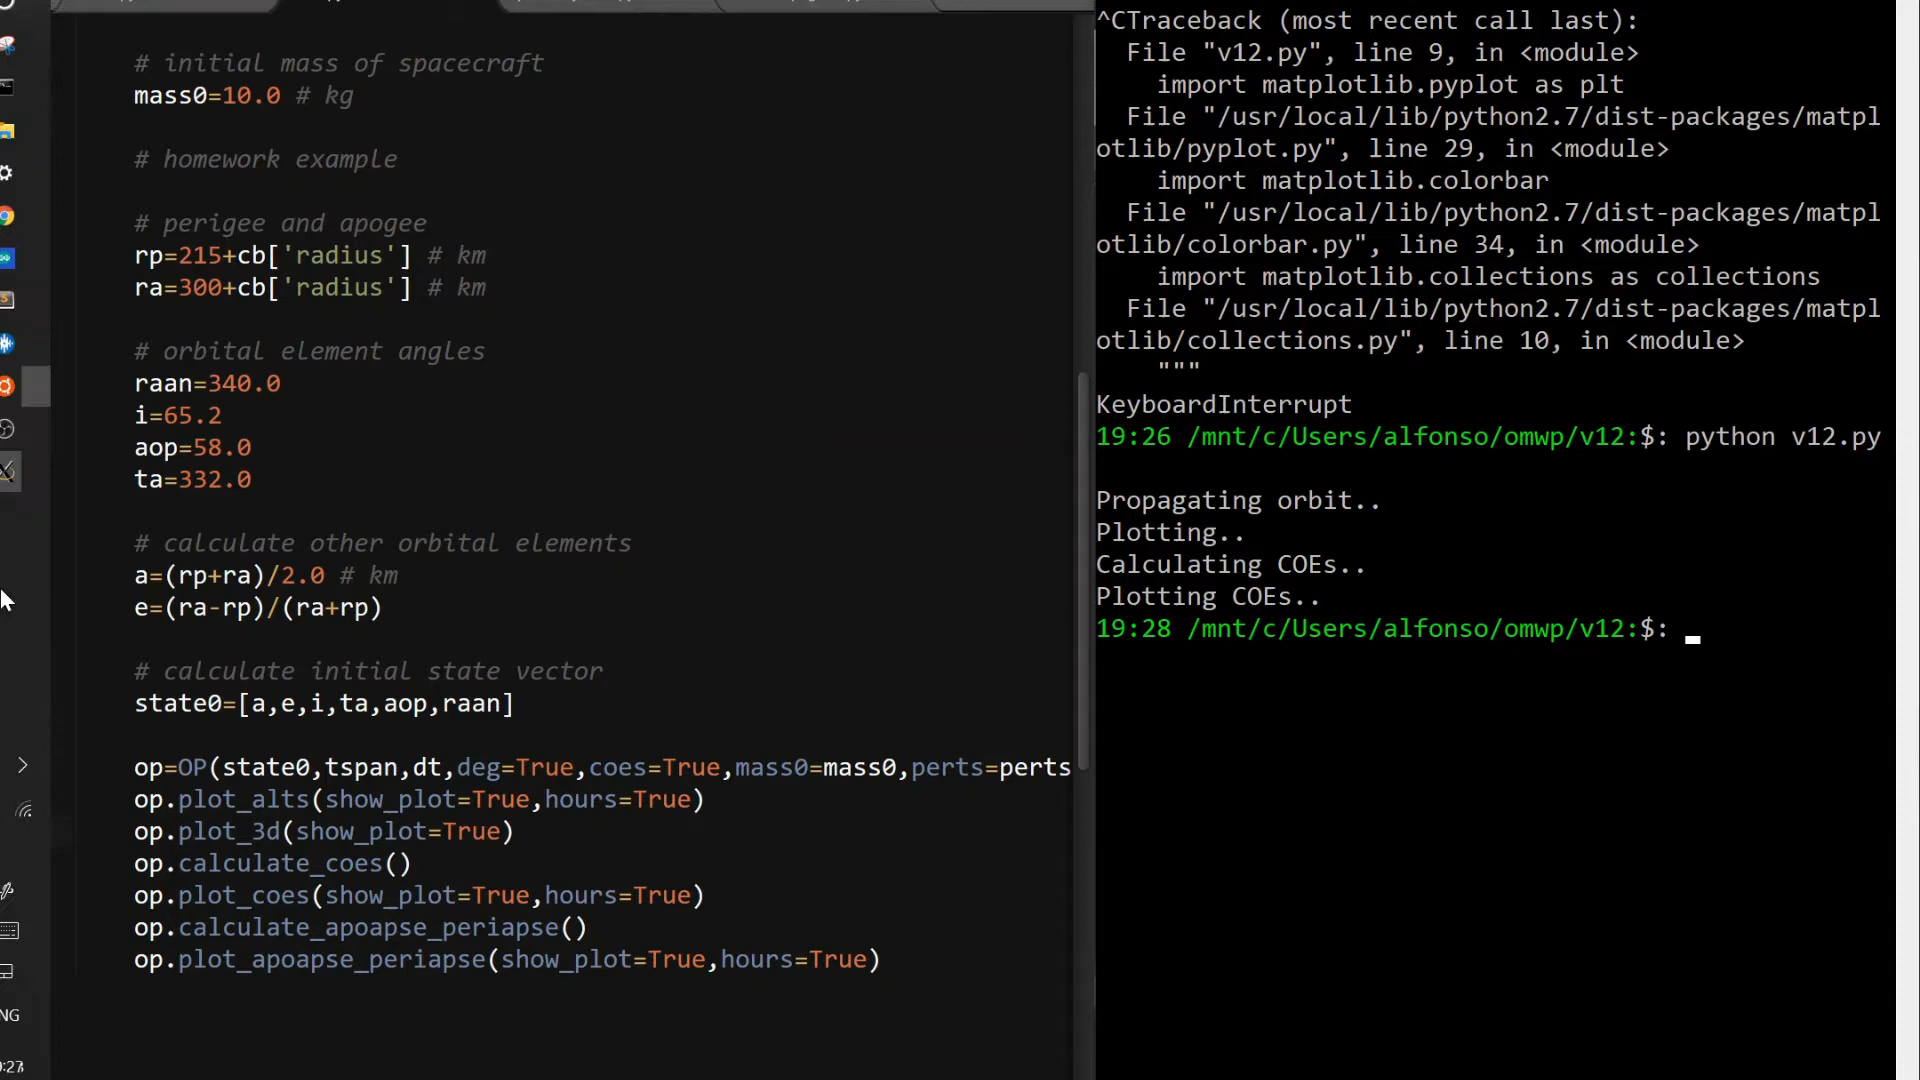 # initial mass of spacecraft
mass0=10.0 # kg
# homework example
# perigee and apogee
rp=215+cb['radius'] # km
ra=300+cb['radius'] # km
# orbital element angles
raan=340.0
i=65.2
aop=58.0
ta=332.0
# calculate other orbital elements
a=(rp+ra)/2.0 # km
e=(ra-rp)/(ra+rp)
# calculate initial state vector
state0=[a,e,i,ta,aop,raan]
op=OP(state0,tspan,dt,deg=True,coes=True,mass0=mass0,perts=perts
op.plot_alts(show_plot=True,hours=True)
op.plot_3d(show_plot=True)
op.calculate_coes()
op.plot_coes(show_plot=True,hours=True)
op.calculate_apoapse_periapse()
op.plot_apoapse_periapse(show_plot=True,hours=True)
^CTraceback (most recent call last):
File "v12.py", line 9, in <module>
import matplotlib.pyplot as plt
File "/usr/local/lib/python2.7/dist-packages/matpl
otlib/pyplot.py", line 29, in <module>
import matplotlib.colorbar
File "/usr/local/lib/python2.7/dist-packages/matpl
otlib/colorbar.py", line 34, in <module>
import matplotlib.collections as collections
File "/usr/local/lib/python2.7/dist-packages/matpl
otlib/collections.py", line 10, in <module>
"""
KeyboardInterrupt
19:26 /mnt/c/Users/alfonso/omwp/v12:$: python v12.py
Propagating orbit..
Plotting..
Calculating COEs..
Plotting COEs..
19:28 /mnt/c/Users/alfonso/omwp/v12:$:
NG